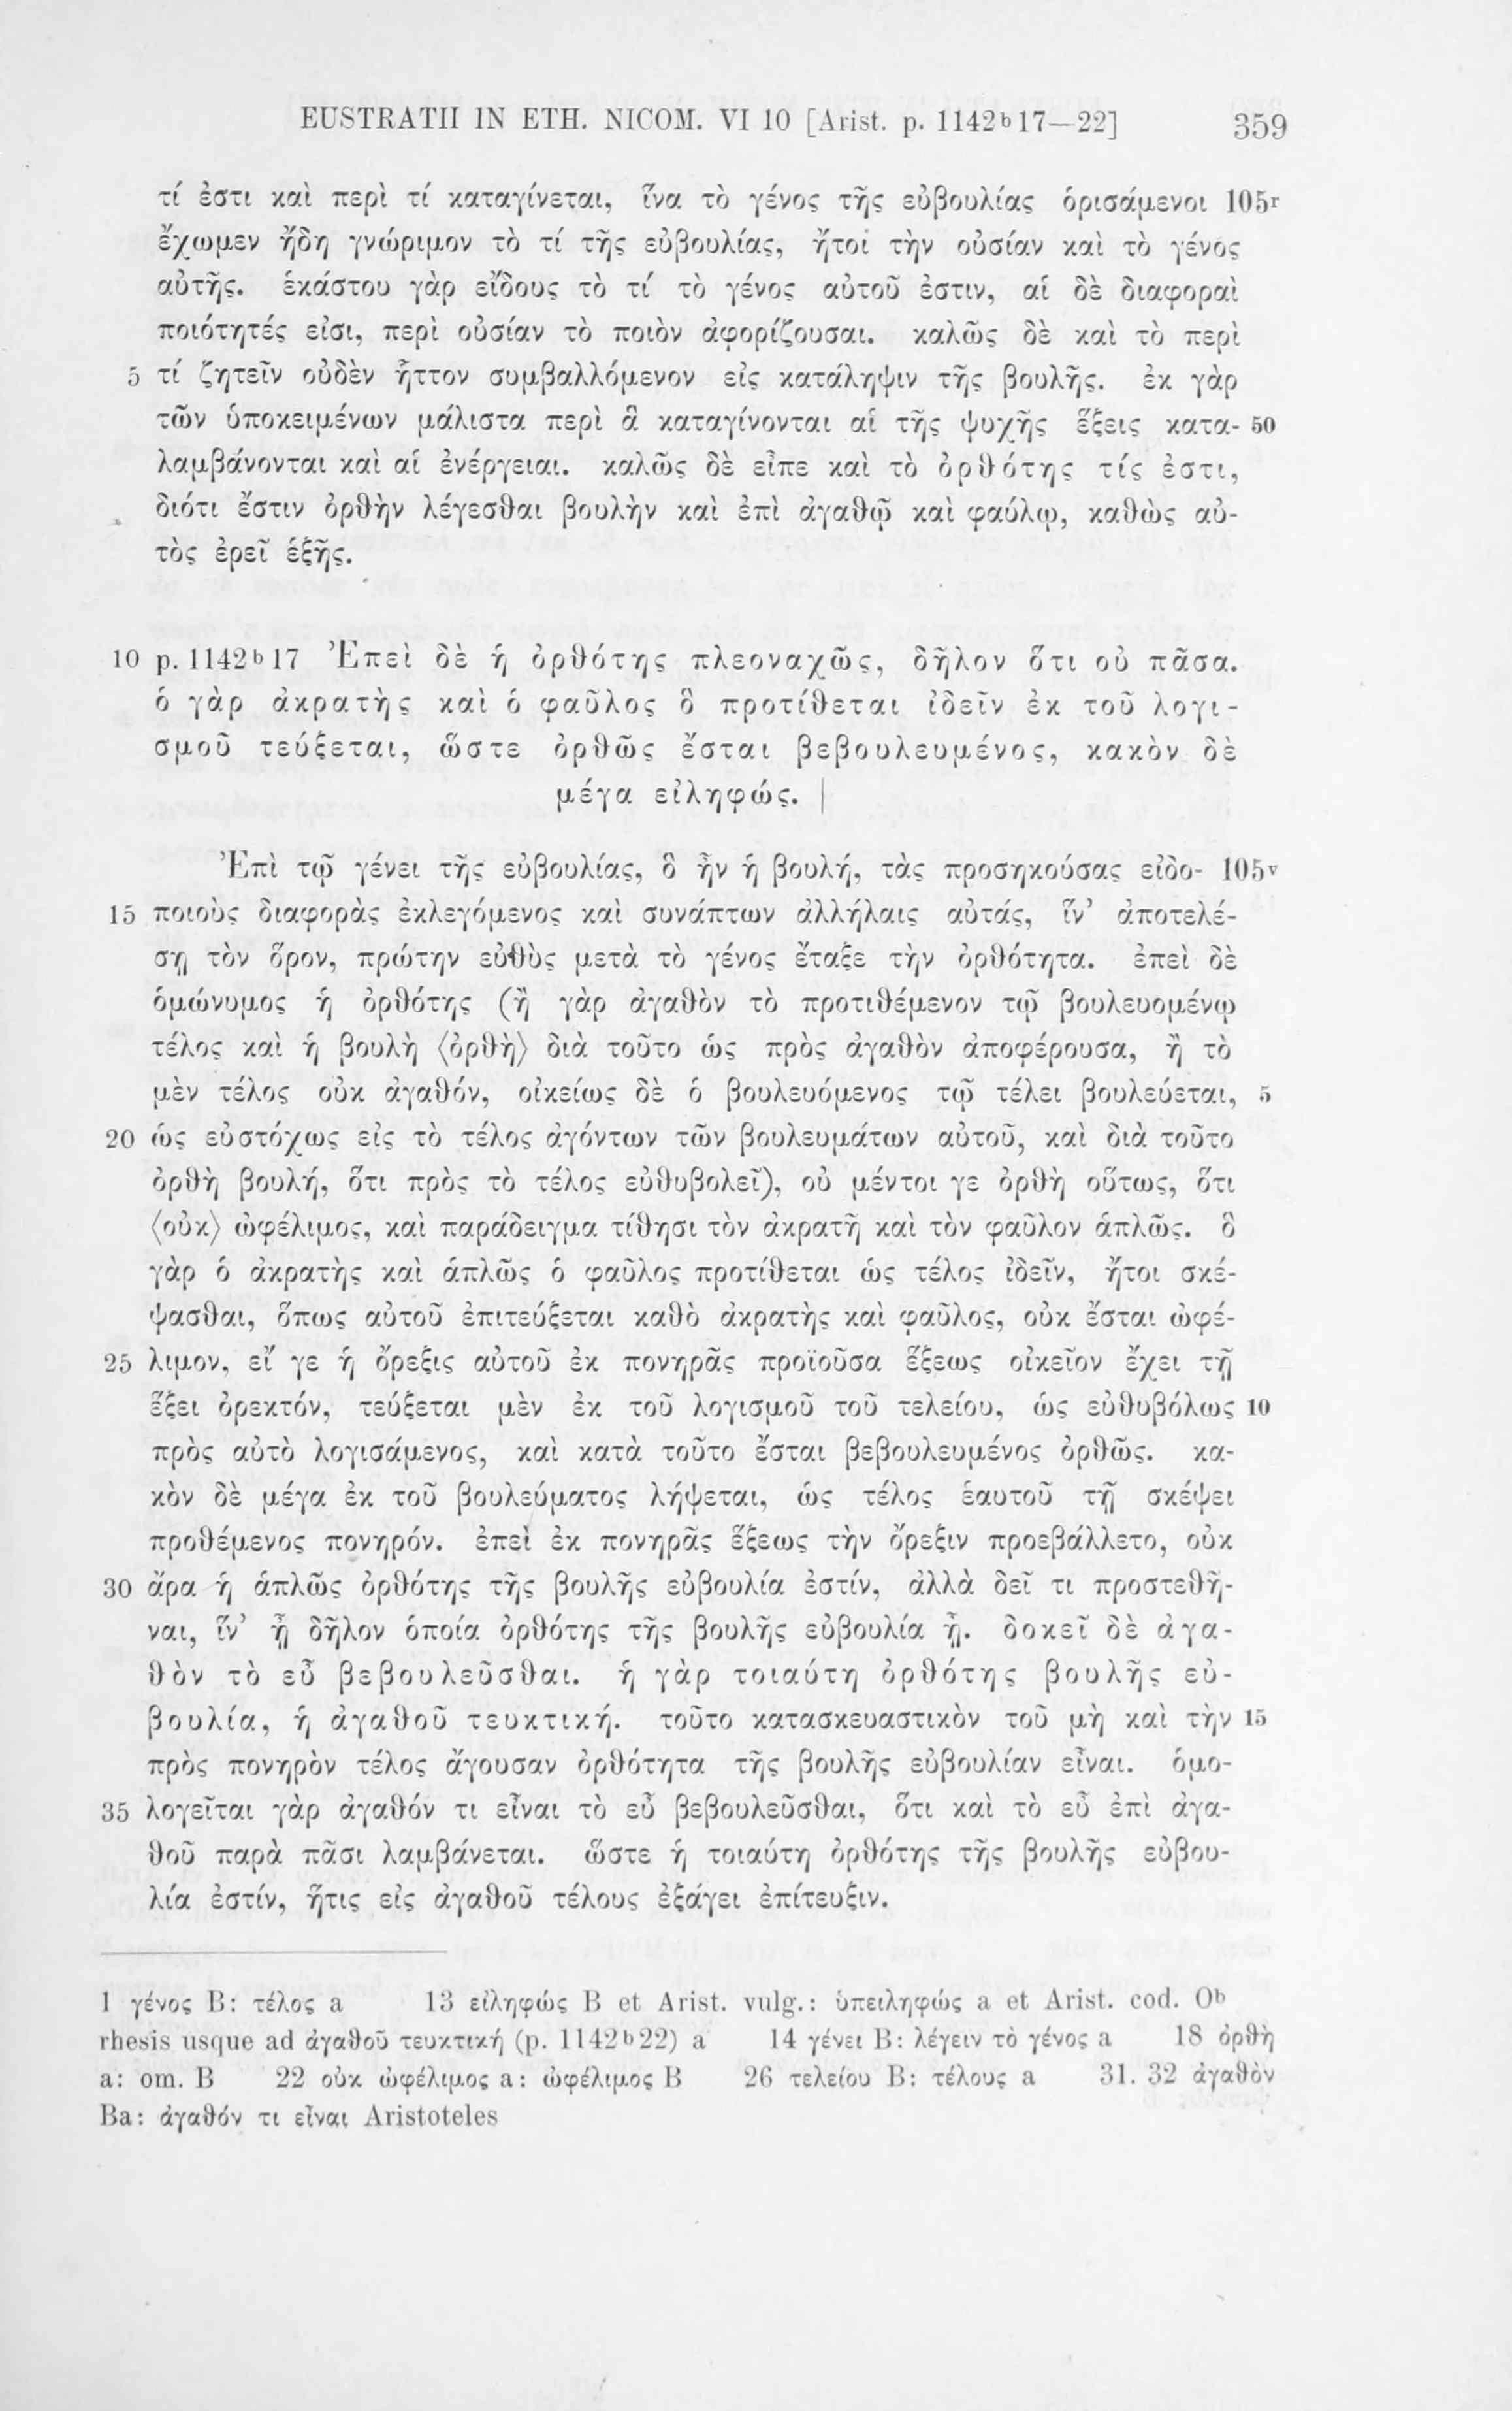 EUSTRATII IN ETH. NICOM. VI 10 [Arist. p. 1142ᵇ17—22] 359
τί ἐστι καὶ περὶ τί καταγίνεται, ἵνα τὸ γένος τῆς εὐβουλίας ὁρισάμενοι 105ʳ
ἔχωμεν ἤδη γνώριμον τὸ τί τῆς εὐβουλίας, ἤτοι τὴν οὐσίαν καὶ τὸ γένος
αὐτῆς. ἑκάστου γὰρ εἴδους τὸ τί τὸ γένος αὐτοῦ ἐστιν, αἱ δὲ διαφοραὶ
ποιότητές εἰσι, περὶ οὐσίαν τὸ ποιὸν ἀφορίζουσαι. καλῶς δὲ καὶ τὸ περὶ
5 τί ζητεῖν οὐδὲν ἧττον συμβαλλόμενον εἰς κατάληψιν τῆς βουλῆς. ἐκ γὰρ
τῶν ὑποκειμένων μάλιστα περὶ ἃ καταγίνονται αἱ τῆς ψυχῆς ἕξεις κατα- 50
λαμβάνονται καὶ αἱ ἐνέργειαι. καλῶς δὲ εἶπε καὶ τὸ ὀρθότης τίς ἐστι,
διότι ἔστιν ὀρθὴν λέγεσθαι βουλὴν καὶ ἐπὶ ἀγαθῷ καὶ φαύλῳ, καθὼς αὐ-
τὸς ἐρεῖ ἑξῆς.
10 p. 1142ᵇ17 Ἐπεὶ δὲ ἡ ὀρθότης πλεοναχῶς, δῆλον ὅτι οὐ πᾶσα.
ὁ γὰρ ἀκρατὴς καὶ ὁ φαῦλος ὃ προτίθεται ἰδεῖν ἐκ τοῦ λογι-
σμοῦ τεύξεται, ὥστε ὀρθῶς ἔσται βεβουλευμένος, κακὸν δὲ
μέγα εἰληφώς. |
Ἐπὶ τῷ γένει τῆς εὐβουλίας, ὃ ἦν ἡ βουλή, τὰς προσηκούσας εἰδο- 105ᵛ
15 ποιοὺς διαφορὰς ἐκλεγόμενος καὶ συνάπτων ἀλλήλαις αὐτάς, ἵν’ ἀποτελέ-
σῃ τὸν ὅρον, πρώτην εὐθὺς μετὰ τὸ γένος ἔταξε τὴν ὀρθότητα. ἐπεὶ δὲ
ὁμώνυμος ἡ ὀρθότης (ἢ γὰρ ἀγαθὸν τὸ προτιθέμενον τῷ βουλευομένῳ
τέλος καὶ ἡ βουλὴ ⟨ὀρθὴ⟩ διὰ τοῦτο ὡς πρὸς ἀγαθὸν ἀποφέρουσα, ἢ τὸ
μὲν τέλος οὐκ ἀγαθόν, οἰκείως δὲ ὁ βουλευόμενος τῷ τέλει βουλεύεται, 5
20 ὡς εὐστόχως εἰς τὸ τέλος ἀγόντων τῶν βουλευμάτων αὐτοῦ, καὶ διὰ τοῦτο
ὀρθὴ βουλή, ὅτι πρὸς τὸ τέλος εὐθυβολεῖ), οὐ μέντοι γε ὀρθὴ οὕτως, ὅτι
⟨οὐκ⟩ ὠφέλιμος, καὶ παράδειγμα τίθησι τὸν ἀκρατῆ καὶ τὸν φαῦλον ἁπλῶς. ὃ
γὰρ ὁ ἀκρατὴς καὶ ἁπλῶς ὁ φαῦλος προτίθεται ὡς τέλος ἰδεῖν, ἤτοι σκέ-
ψασθαι, ὅπως αὐτοῦ ἐπιτεύξεται καθὸ ἀκρατὴς καὶ φαῦλος, οὐκ ἔσται ὠφέ-
25 λιμον, εἴ γε ἡ ὄρεξις αὐτοῦ ἐκ πονηρᾶς προϊοῦσα ἕξεως οἰκεῖον ἔχει τῇ
ἕξει ὀρεκτόν, τεύξεται μὲν ἐκ τοῦ λογισμοῦ τοῦ τελείου, ὡς εὐθυβόλως 10
πρὸς αὐτὸ λογισάμενος, καὶ κατὰ τοῦτο ἔσται βεβουλευμένος ὀρθῶς. κα-
κὸν δὲ μέγα ἐκ τοῦ βουλεύματος λήψεται, ὡς τέλος ἑαυτοῦ τῇ σκέψει
προθέμενος πονηρόν. ἐπεὶ ἐκ πονηρᾶς ἕξεως τὴν ὄρεξιν προεβάλλετο, οὐκ
30 ἄρα ἡ ἁπλῶς ὀρθότης τῆς βουλῆς εὐβουλία ἐστίν, ἀλλὰ δεῖ τι προστεθῆ-
ναι, ἵν’ ᾖ δῆλον ὁποία ὀρθότης τῆς βουλῆς εὐβουλία ᾖ. δοκεῖ δὲ ἀγα-
θὸν τὸ εὖ βεβουλεῦσθαι. ἡ γὰρ τοιαύτη ὀρθότης βουλῆς εὐ-
βουλία, ἡ ἀγαθοῦ τευκτική. τοῦτο κατασκευαστικὸν τοῦ μὴ καὶ τὴν 15
πρὸς πονηρὸν τέλος ἄγουσαν ὀρθότητα τῆς βουλῆς εὐβουλίαν εἶναι. ὁμο-
35 λογεῖται γὰρ ἀγαθόν τι εἶναι τὸ εὖ βεβουλεῦσθαι, ὅτι καὶ τὸ εὖ ἐπὶ ἀγα-
θοῦ παρὰ πᾶσι λαμβάνεται. ὥστε ἡ τοιαύτη ὀρθότης τῆς βουλῆς εὐβου-
λία ἐστίν, ἥτις εἰς ἀγαθοῦ τέλους ἐξάγει ἐπίτευξιν.
1 γένος B: τέλος a 13 εἰληφώς B et Arist. vulg.: ὑπειληφώς a et Arist. cod. Oᵇ
rhesis usque ad ἀγαθοῦ τευκτική (p. 1142ᵇ22) a 14 γένει B: λέγειν τὸ γένος a 18 ὀρθὴ
a: om. B 22 οὐκ ὠφέλιμος a: ὠφέλιμος B 26 τελείου B: τέλους a 31. 32 ἀγαθὸν
Ba: ἀγαθόν τι εἶναι Aristoteles